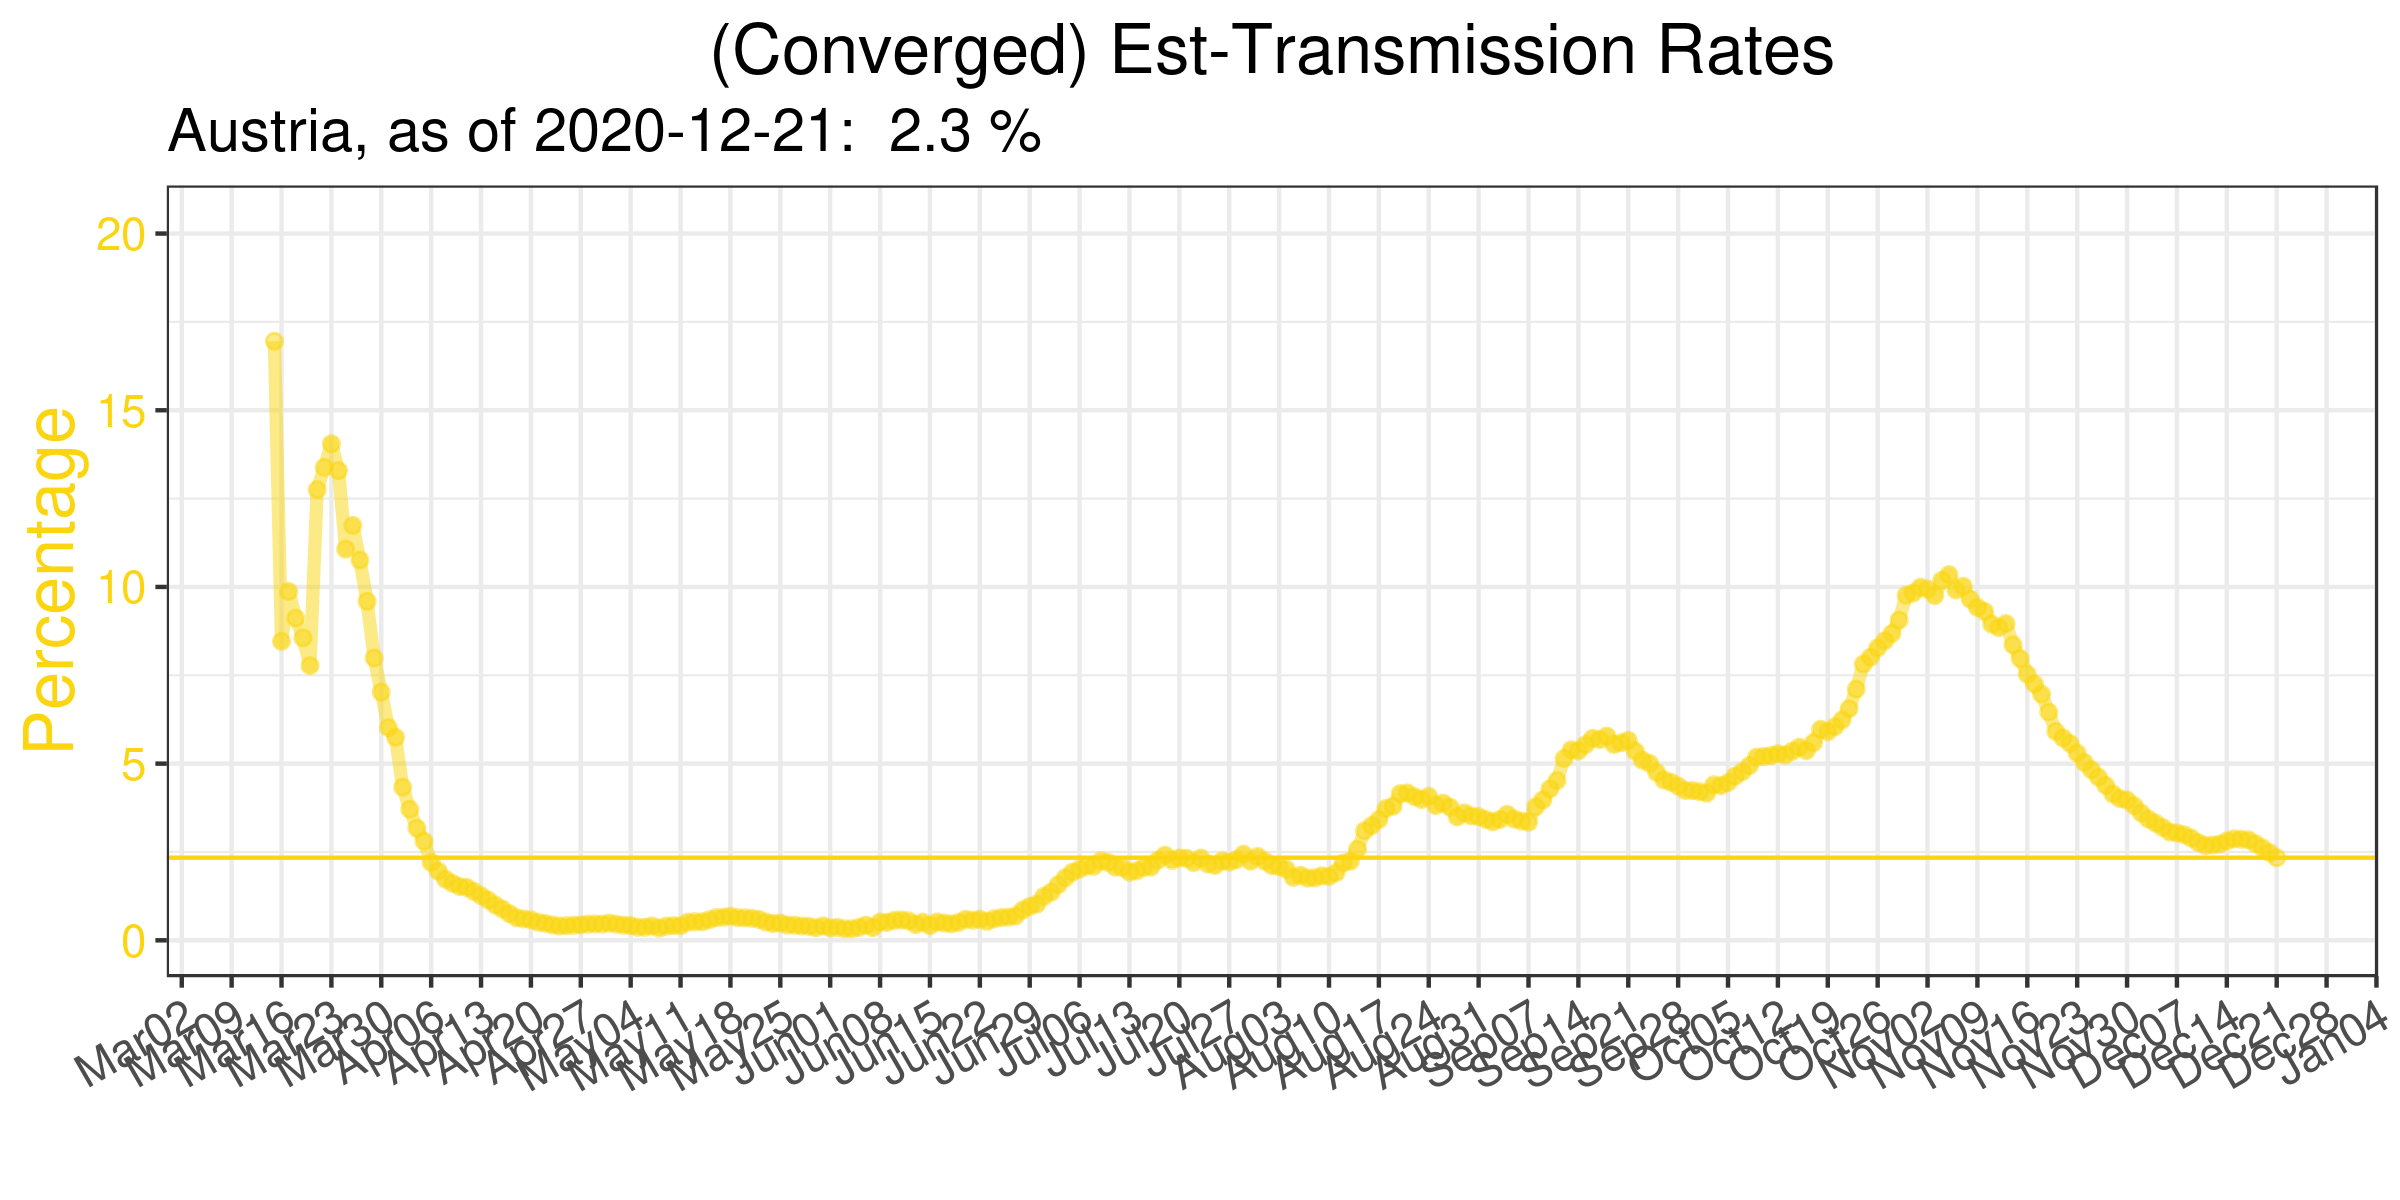 (Converged) Est-Transmission Rates
Austria, as of 2020-12-21:  2.3 %
Percentage
20
15
10
5
0
Mar02
Mar09
Mar16
Mar23
Mar30
Apr06
Apr13
Apr20
Apr27
May04
May11
May18
May25
Jun01
Jun08
Jun15
Jun22
Jun29
Jul06
Jul13
Jul20
Jul27
Aug03
Aug10
Aug17
Aug24
Aug31
Sep07
Sep14
Sep21
Sep28
Oct05
Oct12
Oct19
Oct26
Nov02
Nov09
Nov16
Nov23
Nov30
Dec07
Dec14
Dec21
Dec28
Jan04